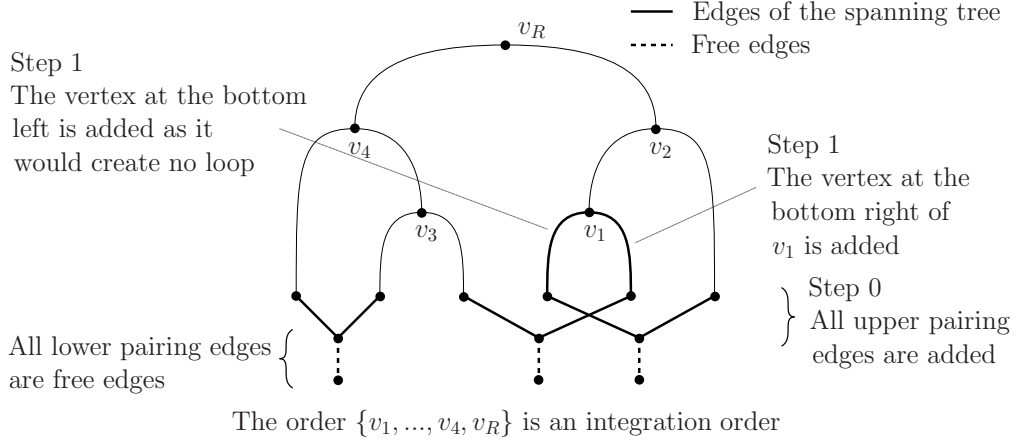 Edges of the spanning tree
Free edges
v_R
Step 1
The vertex at the bottom
left is added as it
would create no loop
v_4
v_2
Step 1
The vertex at the
bottom right of
v_1 is added
v_3
v_1
Step 0
All upper pairing
edges are added
All lower pairing edges
are free edges
The order {v_1, ..., v_4, v_R} is an integration order